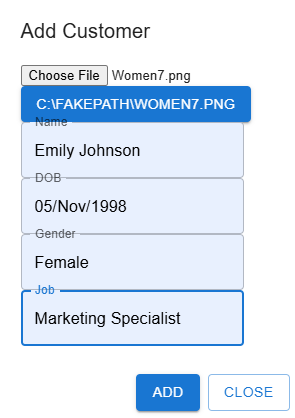 Add Customer
Choose File Women7.png
C:\FAKEPATH\WOMEN7.PNG
Name
Emily Johnson
DOB
05/Nov/1998
Gender
Female
Job
Marketing Specialist
ADD CLOSE